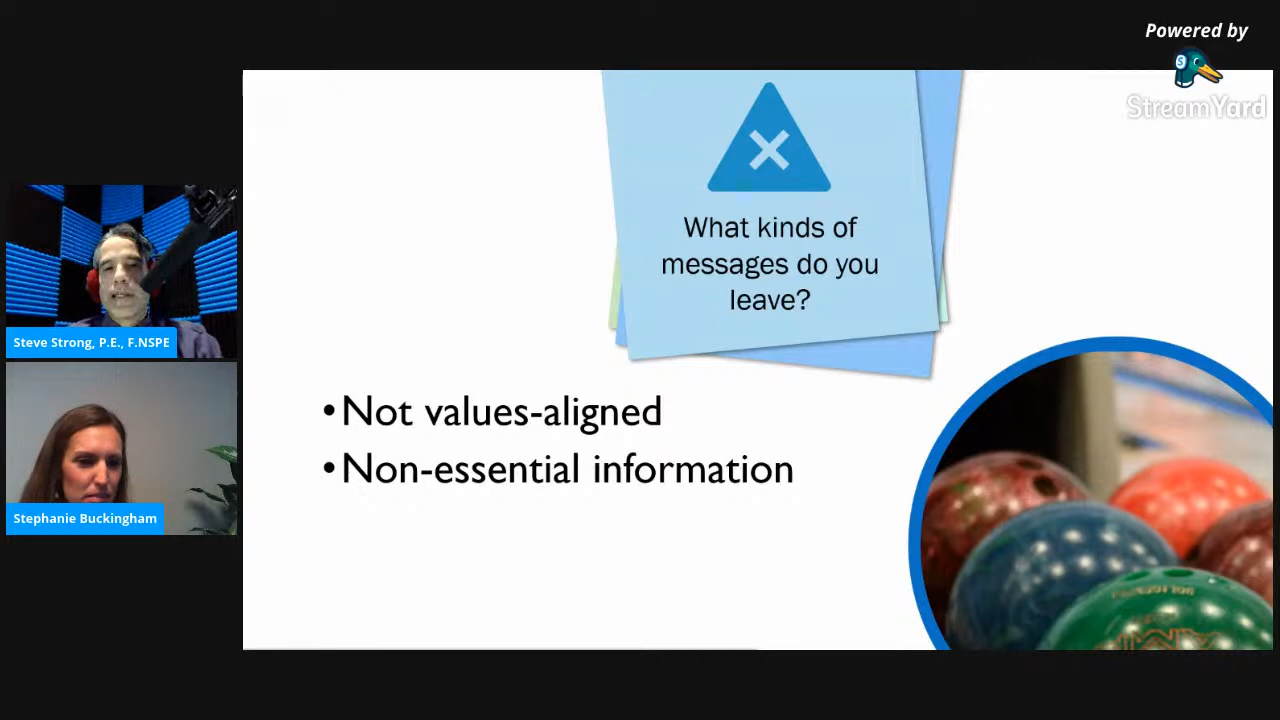 Powered by
StreamYard
What kinds of
messages do you
leave?
Steve Strong, P.E., F.NSPE
•Not values-aligned
•Non-essential information
Stephanie Buckingham